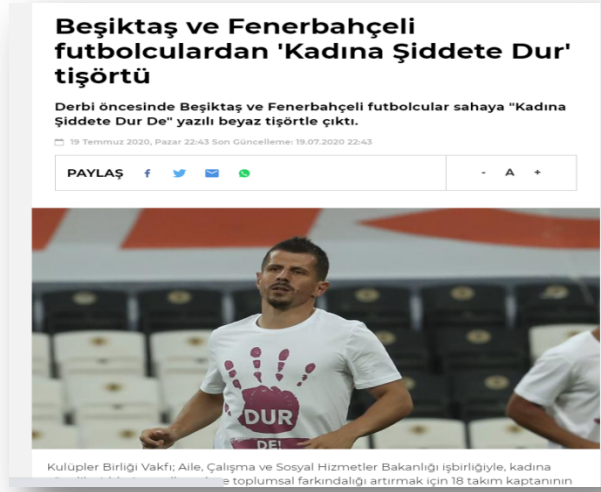 Beşiktaş ve Fenerbahçeli
futbolculardan 'Kadına Şiddete Dur'
tişörtü
Derbi öncesinde Beşiktaş ve Fenerbahçeli futbolcular sahaya "Kadına
Şiddete Dur De" yazılı beyaz tişörtle çıktı.
19 Temmuz 2020, Pazar 22:43 Son Güncelleme: 19.07.2020 22:43
PAYLAŞ
- A +
DUR
DE!
Kulüpler Birliği Vakfı; Aile, Çalışma ve Sosyal Hizmetler Bakanlığı işbirliğiyle, kadına
toplumsal farkındalığı artırmak için 18 takım kaptanının